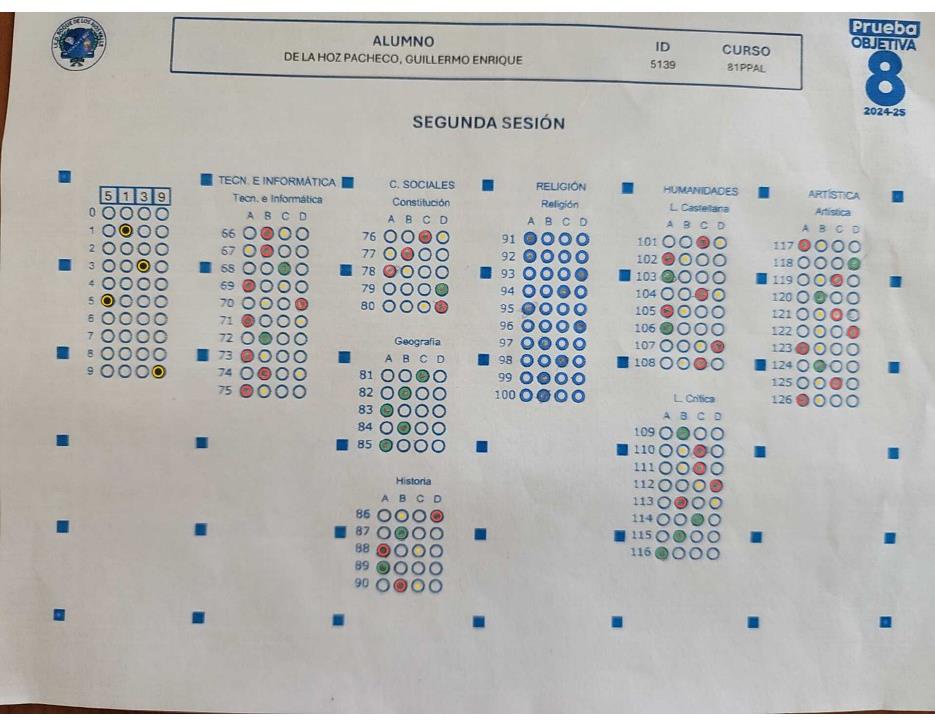 ALUMNO
DE LA HOZ PACHECO, GUILLERMO ENRIQUE
ID
5139
CURSO
81PPAL
Prueba
OBJETIVA
8
2024-25
SEGUNDA SESIÓN
5 1 3 9
0
1
2
3
4
5
6
7
8
9
TECN. E INFORMÁTICA
Tecn. e Informática
A B C D
66
67
68
69
70
71
72
73
74
75
C. SOCIALES
Constitución
A B C D
76
77
78
79
80
Geografía
A B C D
81
82
83
84
85
Historia
A B C D
86
87
88
89
90
RELIGIÓN
Religión
A B C D
91
92
93
94
95
96
97
98
99
100
HUMANIDADES
L. Castellana
A B C D
101
102
103
104
105
106
107
108
L. Crítica
A B C D
109
110
111
112
113
114
115
116
ARTÍSTICA
Artística
A B C D
117
118
119
120
121
122
123
124
125
126